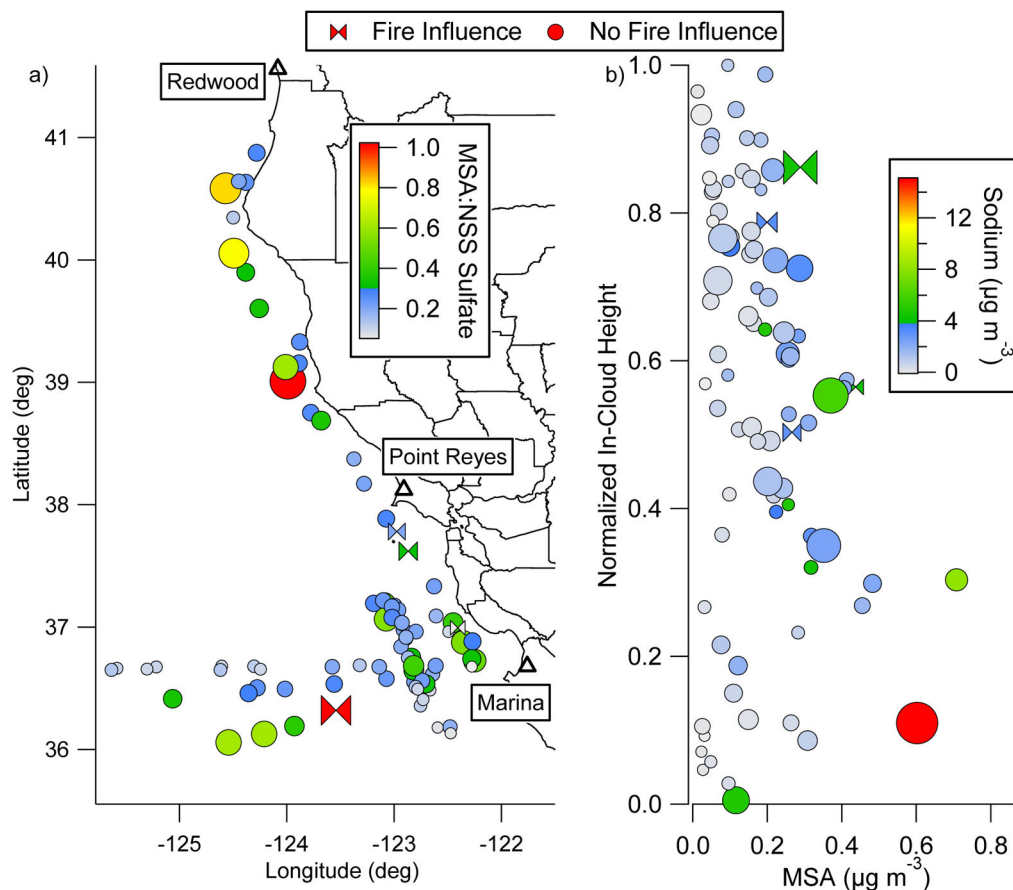 Fire Influence No Fire Influence
a)
Redwood
41
40
39
38
37
36
Latitude (deg)
1.0
0.8
0.6
0.4
0.2
MSA:NSS Sulfate
Point Reyes
Marina
-125 -124 -123 -122
Longitude (deg)
b)
1.0
0.8
0.6
0.4
0.2
0.0
Normalized In-Cloud Height
12
8
4
0
Sodium (µg m⁻³)
0.0 0.2 0.4 0.6 0.8
MSA (µg m⁻³)